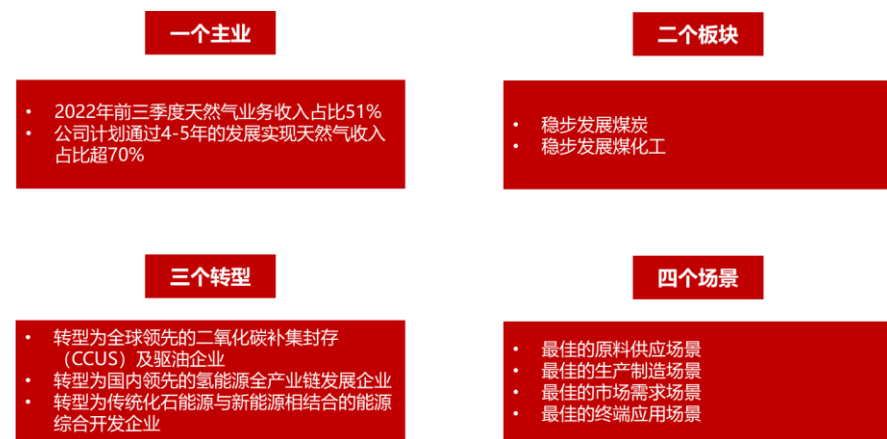 一个主业
• 2022年前三季度天然气业务收入占比51%
• 公司计划通过4-5年的发展实现天然气收入
占比超70%
二个板块
• 稳步发展煤炭
• 稳步发展煤化工
三个转型
• 转型为全球领先的二氧化碳补集封存
（CCUS）及驱油企业
• 转型为国内领先的氢能源全产业链发展企业
• 转型为传统化石能源与新能源相结合的能源
综合开发企业
四个场景
• 最佳的原料供应场景
• 最佳的生产制造场景
• 最佳的市场需求场景
• 最佳的终端应用场景